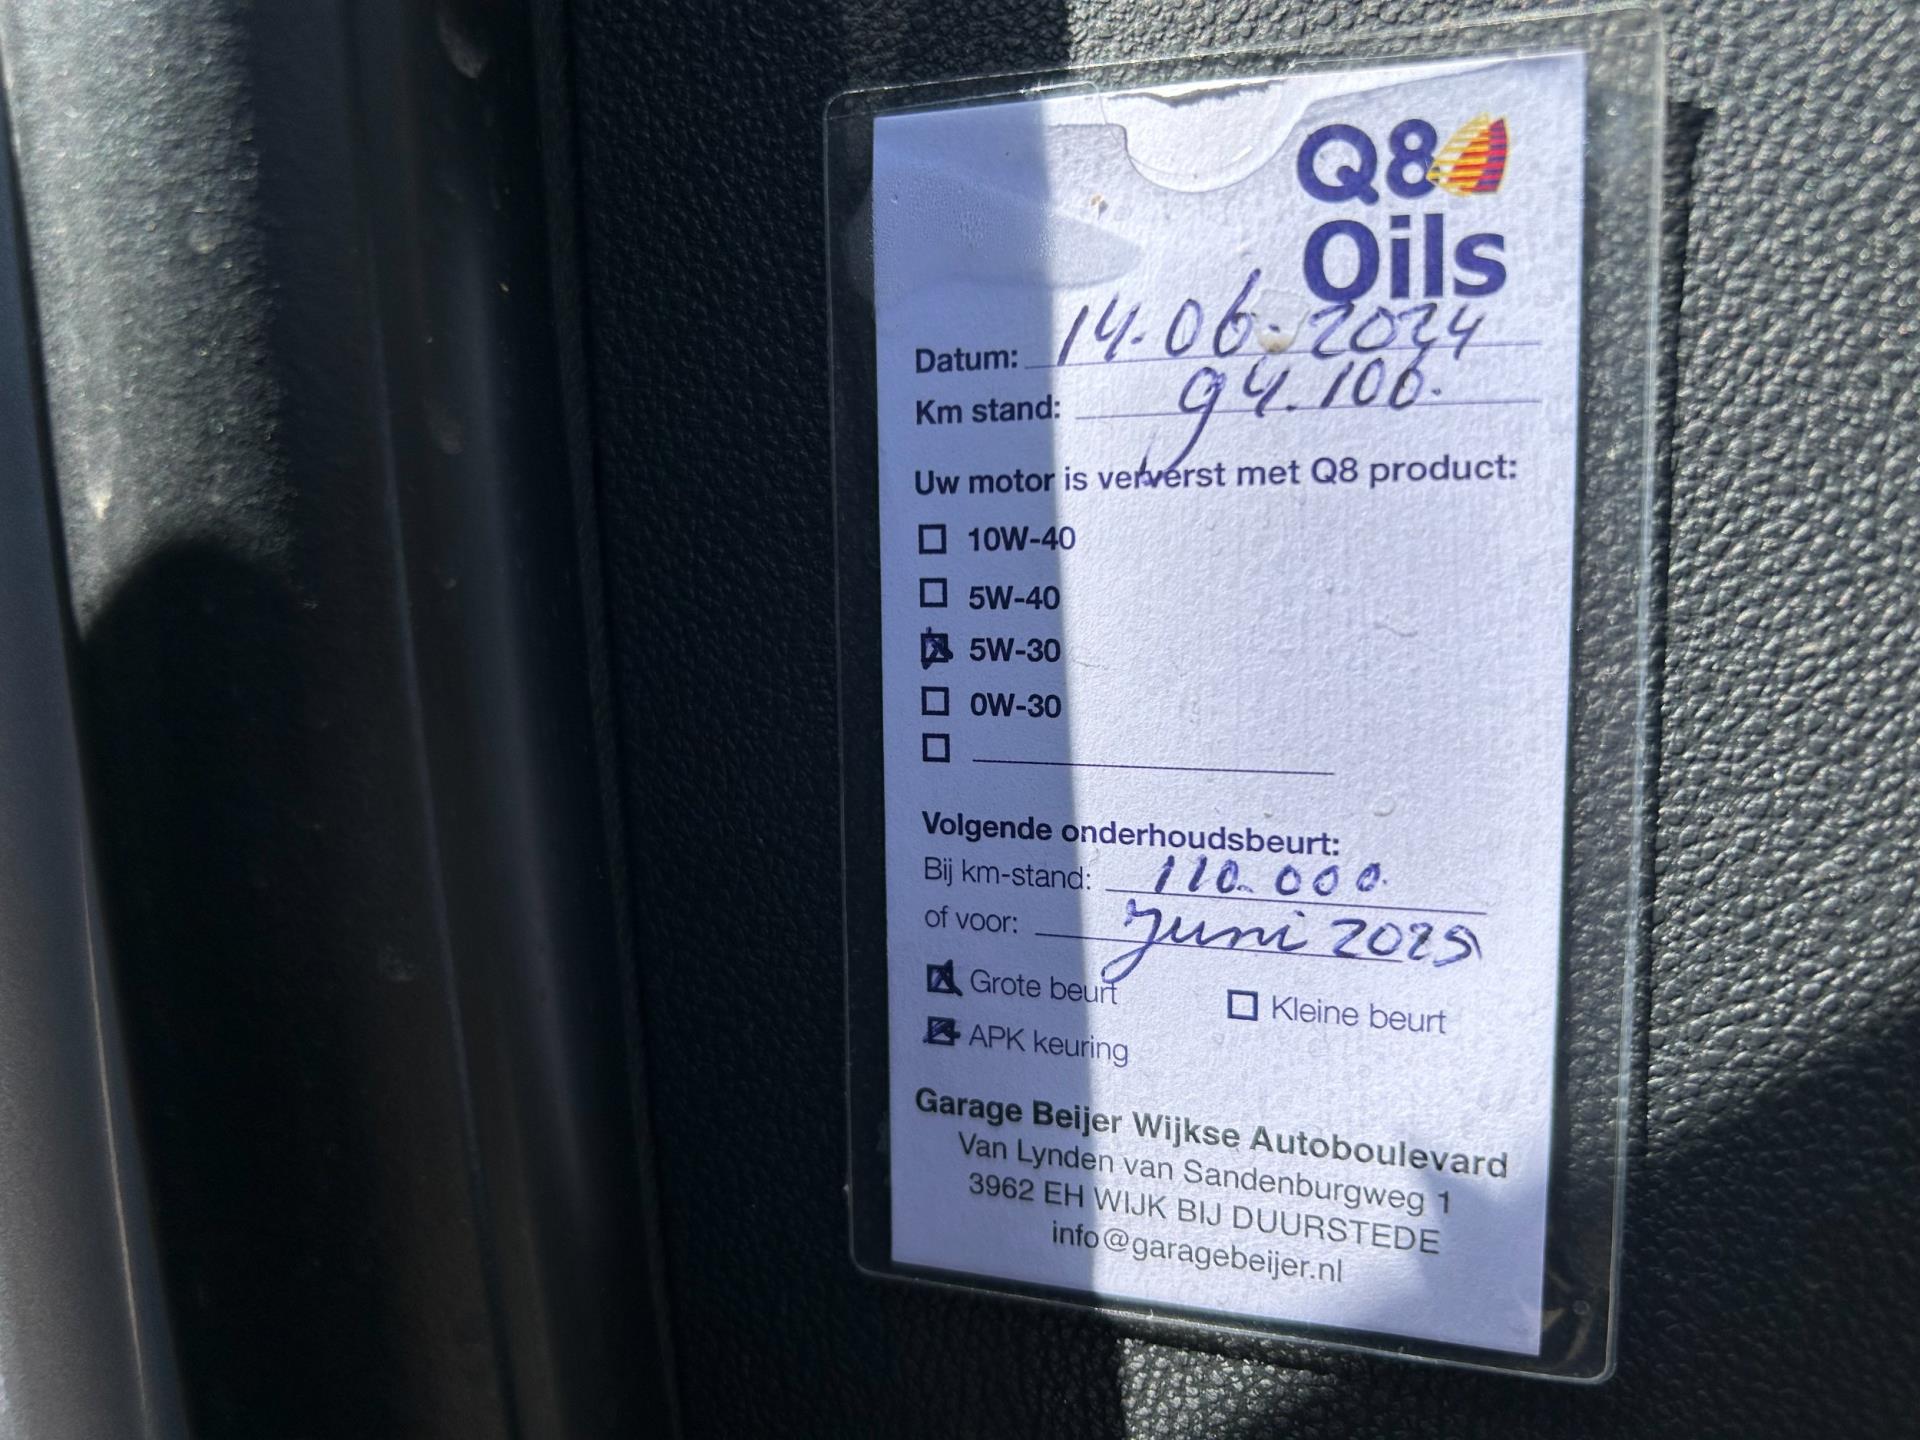 Q8
Oils
Datum: 14.06.2024
Km stand: 94.100.
Uw motor is ververst met Q8 product:
10W-40
5W-40
5W-30
0W-30
Volgende onderhoudsbeurt:
Bij km-stand: 110.000.
of voor: Juni 2025
Grote beurt Kleine beurt
APK keuring
Garage Beijer Wijkse Autoboulevard
Van Lynden van Sandenburgweg 1
3962 EH WIJK BIJ DUURSTEDE
info@garagebeijer.nl